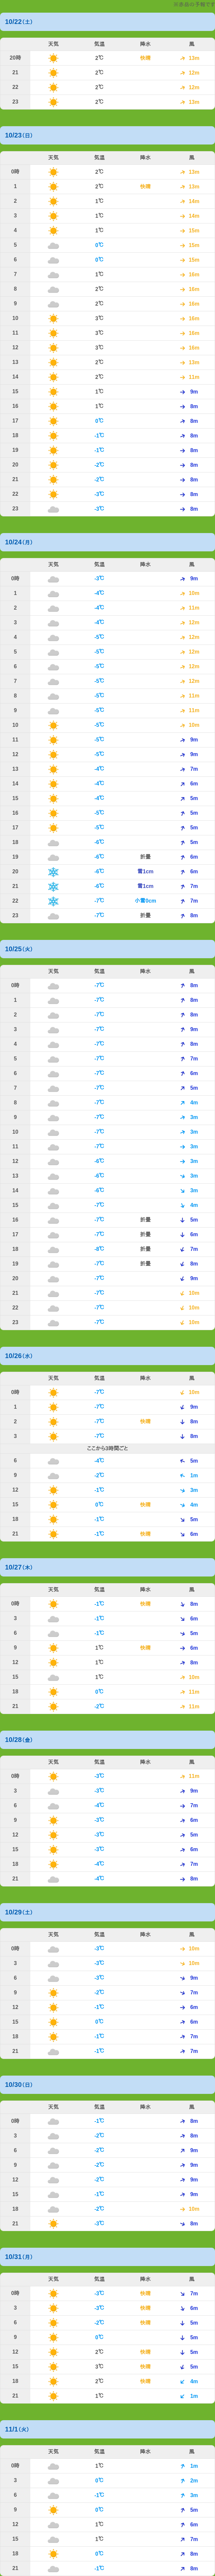 10/22(土)
天気 気温 降水 風
20時 2℃ 快晴 13m
21 2℃ 12m
22 2℃ 12m
23 2℃ 13m
10/23(日)
天気 気温 降水 風
0時 2℃ 13m
1 2℃ 快晴 13m
2 1℃ 14m
3 1℃ 14m
4 1℃ 15m
5 0℃ 15m
6 0℃ 15m
7 1℃ 16m
8 2℃ 16m
9 2℃ 16m
10 3℃ 16m
11 3℃ 16m
12 3℃ 16m
13 2℃ 13m
14 2℃ 11m
15 1℃ 9m
16 1℃ 8m
17 0℃ 8m
18 -1℃ 8m
19 -1℃ 8m
20 -2℃ 8m
21 -2℃ 8m
22 -3℃ 8m
23 -3℃ 8m
10/24(月)
天気 気温 降水 風
0時 -3℃ 9m
1 -4℃ 10m
2 -4℃ 11m
3 -4℃ 12m
4 -5℃ 12m
5 -5℃ 12m
6 -5℃ 12m
7 -5℃ 12m
8 -5℃ 11m
9 -5℃ 11m
10 -5℃ 10m
11 -5℃ 9m
12 -5℃ 9m
13 -4℃ 7m
14 -4℃ 6m
15 -4℃ 5m
16 -5℃ 5m
17 -5℃ 5m
18 -6℃ 5m
19 -6℃ 折曇 6m
20 -6℃ 雪1cm 6m
21 -6℃ 雪1cm 7m
22 -7℃ 小雪0cm 7m
23 -7℃ 折曇 8m
10/25(火)
天気 気温 降水 風
0時 -7℃ 8m
1 -7℃ 8m
2 -7℃ 8m
3 -7℃ 9m
4 -7℃ 8m
5 -7℃ 7m
6 -7℃ 6m
7 -7℃ 5m
8 -7℃ 4m
9 -7℃ 3m
10 -7℃ 3m
11 -7℃ 3m
12 -6℃ 3m
13 -6℃ 3m
14 -6℃ 3m
15 -7℃ 4m
16 -7℃ 折曇 5m
17 -7℃ 折曇 6m
18 -8℃ 折曇 7m
19 -7℃ 折曇 8m
20 -7℃ 9m
21 -7℃ 10m
22 -7℃ 10m
23 -7℃ 10m
10/26(水)
天気 気温 降水 風
0時 -7℃ 10m
1 -7℃ 9m
2 -7℃ 快晴 8m
3 -7℃ 8m
ここから3時間ごと
6 -4℃ 5m
9 -2℃ 1m
12 -1℃ 3m
15 0℃ 快晴 4m
18 -1℃ 5m
21 -1℃ 快晴 6m
10/27(木)
天気 気温 降水 風
0時 -1℃ 快晴 8m
3 -1℃ 6m
6 -1℃ 5m
9 1℃ 快晴 6m
12 1℃ 8m
15 1℃ 10m
18 0℃ 11m
21 -2℃ 11m
10/28(金)
天気 気温 降水 風
0時 -3℃ 11m
3 -3℃ 9m
6 -4℃ 7m
9 -3℃ 6m
12 -3℃ 5m
15 -3℃ 6m
18 -4℃ 7m
21 -4℃ 8m
10/29(土)
天気 気温 降水 風
0時 -3℃ 10m
3 -3℃ 10m
6 -3℃ 9m
9 -2℃ 7m
12 -1℃ 6m
15 0℃ 6m
18 -1℃ 7m
21 -1℃ 7m
10/30(日)
天気 気温 降水 風
0時 -1℃ 8m
3 -2℃ 8m
6 -2℃ 9m
9 -2℃ 9m
12 -2℃ 9m
15 -1℃ 9m
18 -2℃ 10m
21 -3℃ 8m
10/31(月)
天気 気温 降水 風
0時 -3℃ 快晴 7m
3 -3℃ 快晴 6m
6 -2℃ 快晴 5m
9 0℃ 5m
12 2℃ 快晴 5m
15 3℃ 快晴 5m
18 2℃ 快晴 4m
21 1℃ 1m
11/1(火)
天気 気温 降水 風
0時 1℃ 1m
3 0℃ 2m
6 -1℃ 3m
9 0℃ 5m
12 1℃ 6m
15 1℃ 7m
18 0℃ 8m
21 -1℃ 8m